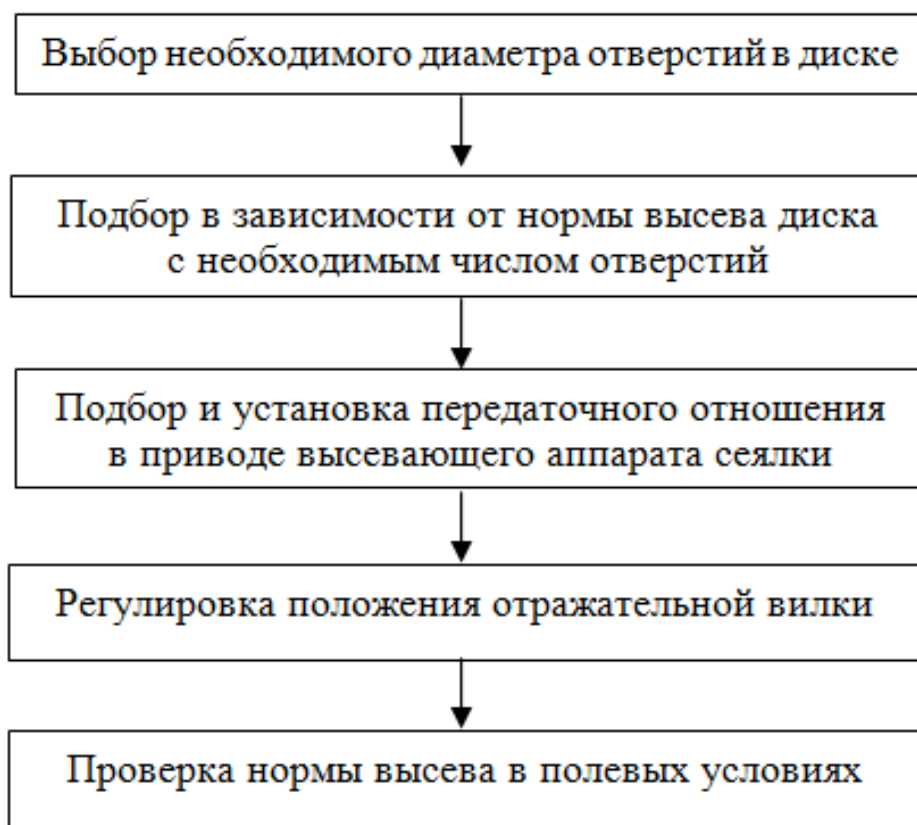 Выбор необходимого диаметра отверстий в диске
Подбор в зависимости от нормы высева диска
с необходимым числом отверстий
Подбор и установка передаточного отношения
в приводе высевающего аппарата сеялки
Регулировка положения отражательной вилки
Проверка нормы высева в полевых условиях